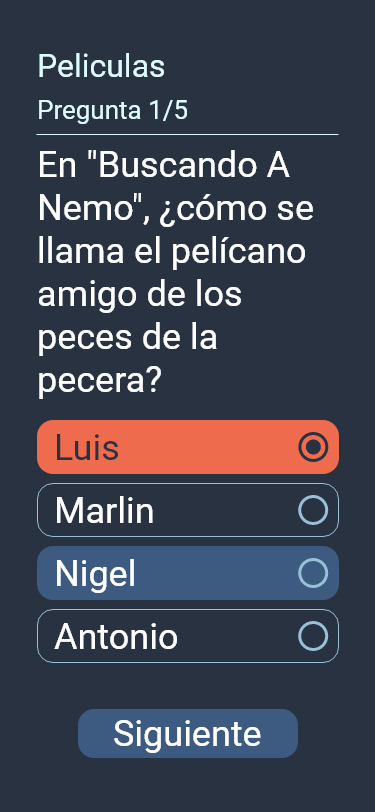 Peliculas
Pregunta 1/5
En "Buscando A
Nemo", ¿cómo se
llama el pelícano
amigo de los
peces de la
pecera?
Luis
Marlin
Nigel
Antonio
Siguiente